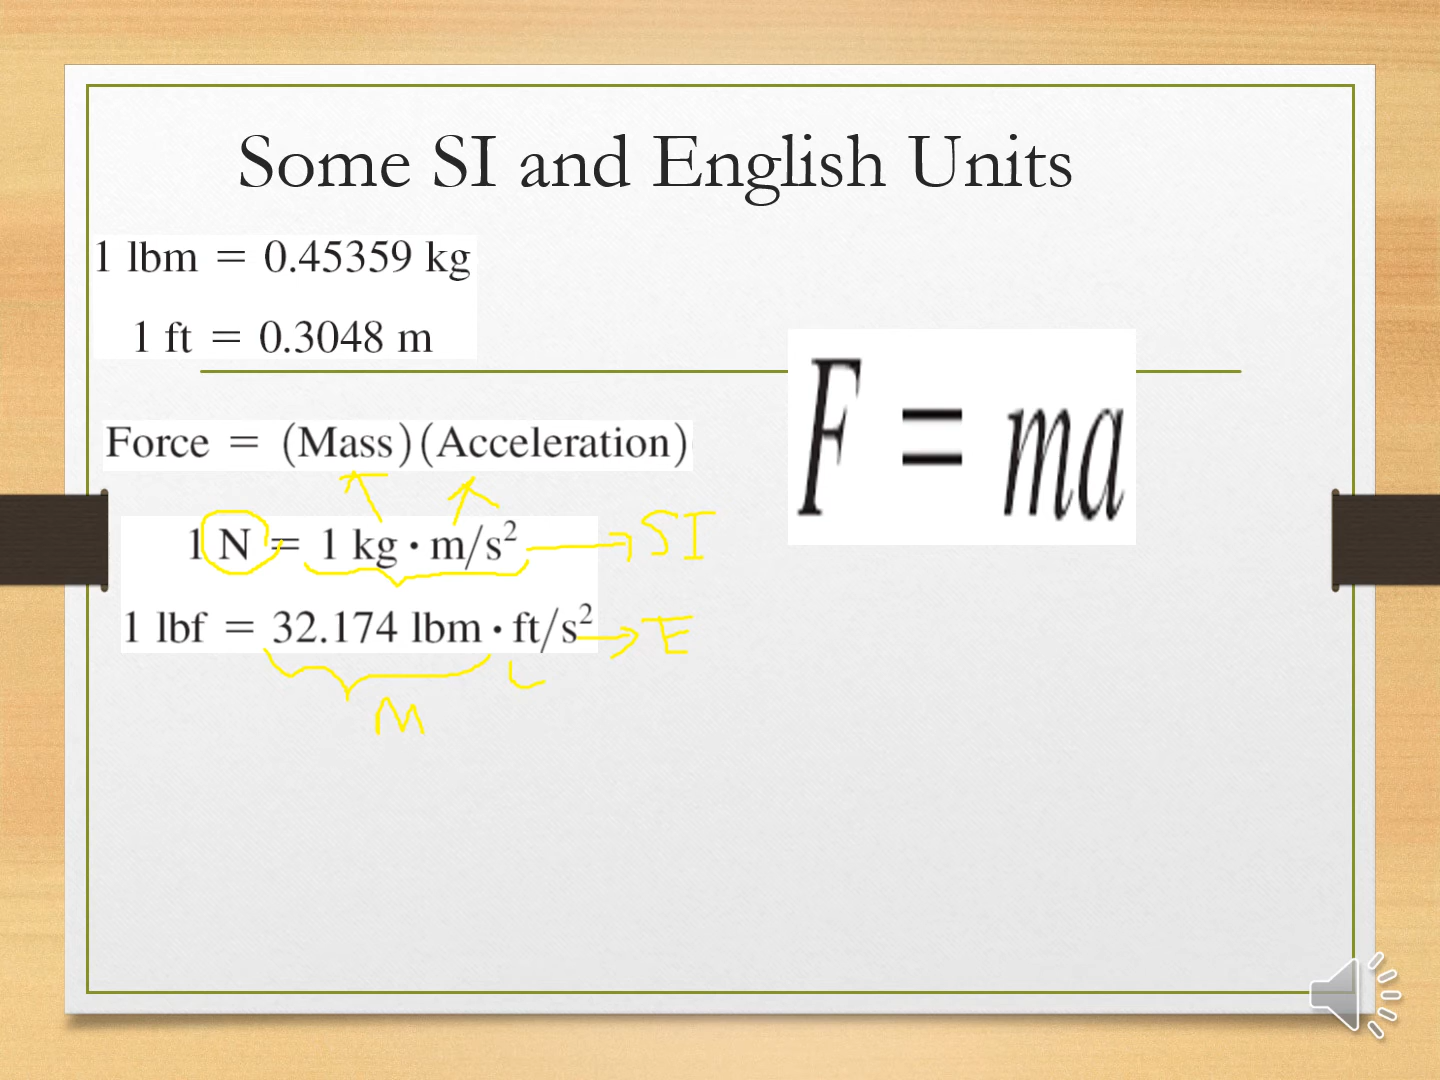 Some SI and English Units
1 lbm = 0.45359 kg
1 ft = 0.3048 m
F = ma
Force = (Mass)(Acceleration)
1 N = 1 kg · m/s² → SI
1 lbf = 32.174 lbm · ft/s² → E
M